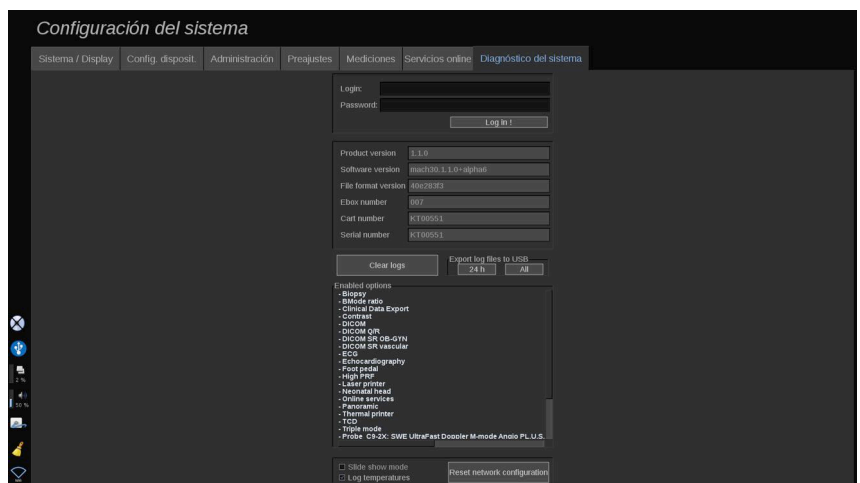 Configuración del sistema
Sistema / Display
Config. disposit.
Administración
Preajustes
Mediciones
Servicios online
Diagnóstico del sistema
Login:
Password:
Log in !
Product version 1.1.0
Software version mach30.1.1.0+alpha6
File format version 40e283f3
Ebox number 007
Cart number KT00551
Serial number KT00551
Clear logs
Export log files to USB
24 h
All
Enabled options
- Biopsy
- BMode ratio
- Clinical Data Export
- Contrast
- DICOM
- DICOM Q/R
- DICOM SR OB-GYN
- DICOM SR vascular
- ECG
- Echocardiography
- Foot pedal
- High PRF
- Laser printer
- Neonatal head
- Online services
- Panoramic
- Thermal printer
- TCD
- Triple mode
- Probe C9-2X: SWE UltraFast Doppler M-mode Angio PL.U.S.
2 %
50 %
Slide show mode
Log temperatures
Reset network configuration